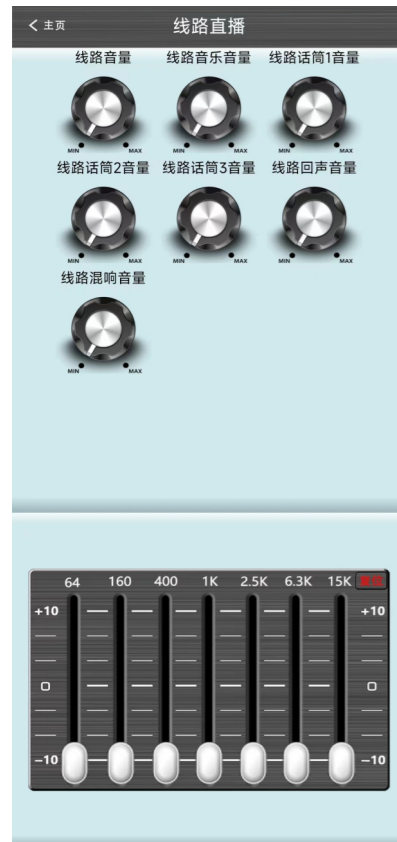 主页 线路直播
线路音量 线路音乐音量 线路话筒1音量
MIN MAX MIN MAX MIN MAX
线路话筒2音量 线路话筒3音量 线路回声音量
MIN MAX MIN MAX MIN MAX
线路混响音量
MIN MAX
64 160 400 1K 2.5K 6.3K 15K
+10 +10
0 0
-10 -10